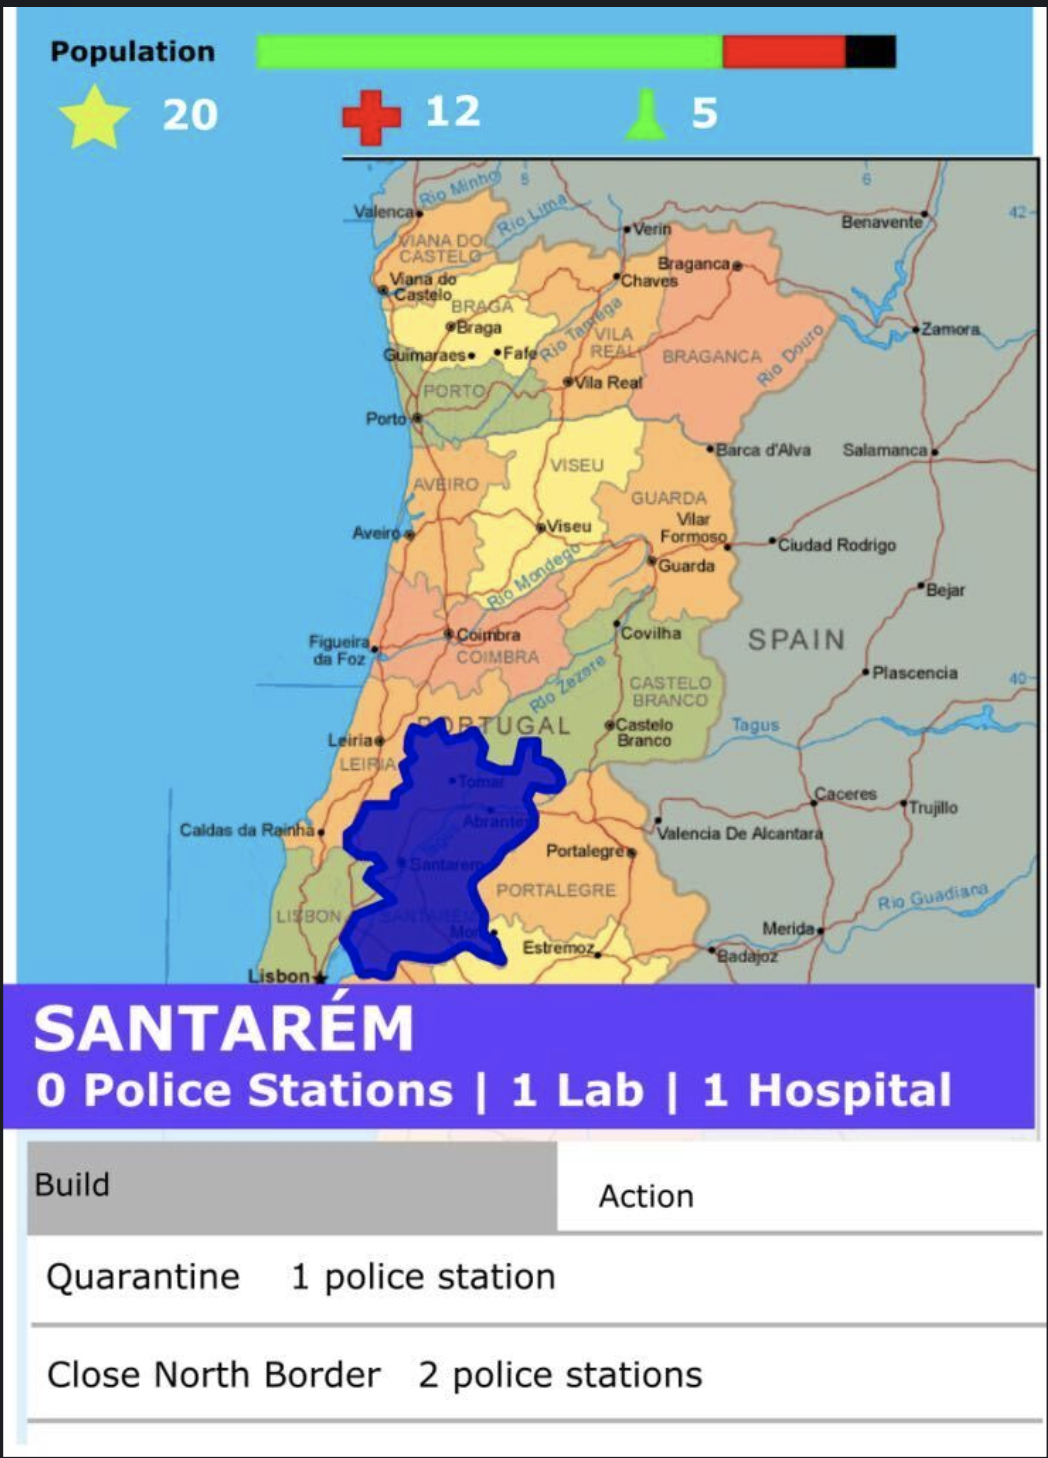 Population
20
12
5
Rio Minho
8
6
Rio Lima
42
Valenca
Verin
Benavente
VIANA DO
CASTELO
Braganca
Chaves
Viana do
Castelo
BRAGA
Braga
Rio Tamega
Zamora
VILA
REAL
Guimaraes
Fafe
BRAGANCA
Rio Douro
PORTO
Vila Real
Porto
Barca d'Alva
Salamanca
VISEU
AVEIRO
GUARDA
Vilar
Formoso
Aveiro
Viseu
Ciudad Rodrigo
Guarda
Rio Mondego
Bejar
Figueira
da Foz
Coimbra
Covilha
SPAIN
COIMBRA
Plascencia
Rio Zezere
CASTELO
BRANCO
40
PORTUGAL
Castelo
Branco
Tagus
Leiria
LEIRIA
Tomar
Caceres
Trujillo
Abrantes
Caldas da Rainha
Valencia De Alcantara
Portalegre
Santarem
PORTALEGRE
Rio Guadiana
LISBON
SANTAREM
Merida
Estremoz
Badajoz
Lisbon
SANTARÉM
0 Police Stations | 1 Lab | 1 Hospital
Build
Action
Quarantine 1 police station
Close North Border 2 police stations